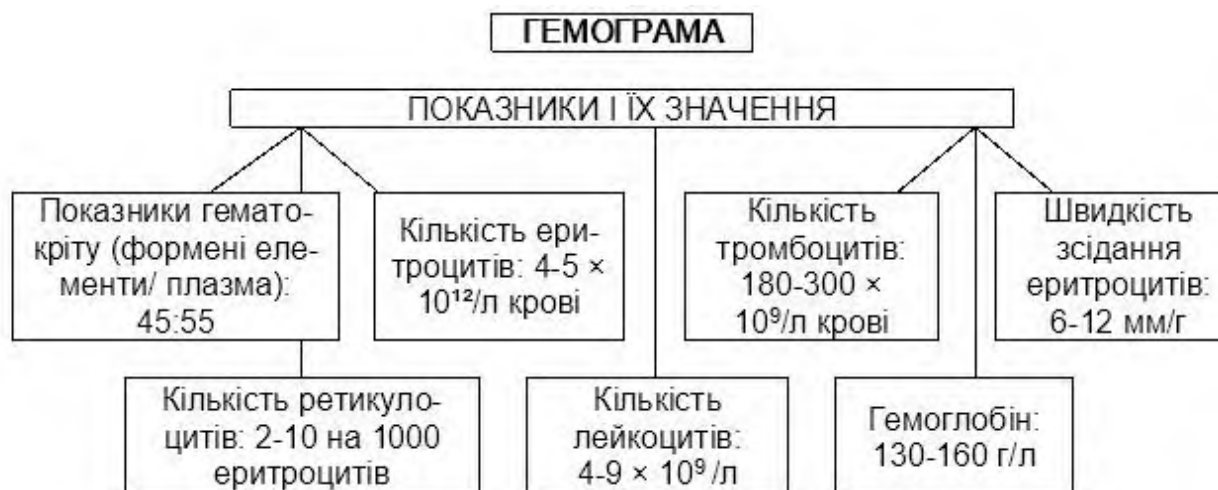 ГЕМОГРАМА
ПОКАЗНИКИ І ЇХ ЗНАЧЕННЯ
Показники гемато-
кріту (формені еле-
менти/ плазма):
45:55
Кількість ери-
троцитів: 4-5 ×
10¹²/л крові
Кількість
тромбоцитів:
180-300 ×
10⁹/л крові
Швидкість
зсідання
еритроцитів:
6-12 мм/г
Кількість ретикуло-
цитів: 2-10 на 1000
еритроцитів
Кількість
лейкоцитів:
4-9 × 10⁹ /л
Гемоглобін:
130-160 г/л